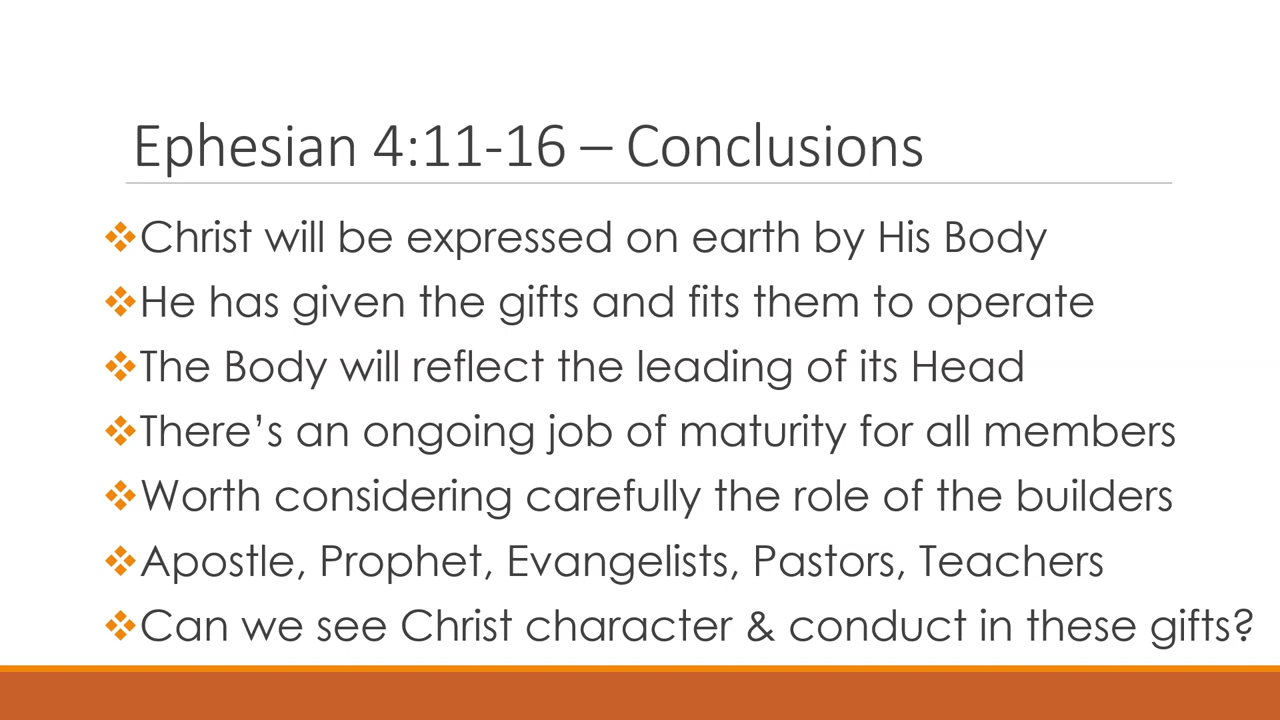 Ephesian 4:11-16 – Conclusions
❖Christ will be expressed on earth by His Body
❖He has given the gifts and fits them to operate
❖The Body will reflect the leading of its Head
❖There’s an ongoing job of maturity for all members
❖Worth considering carefully the role of the builders
❖Apostle, Prophet, Evangelists, Pastors, Teachers
❖Can we see Christ character & conduct in these gifts?